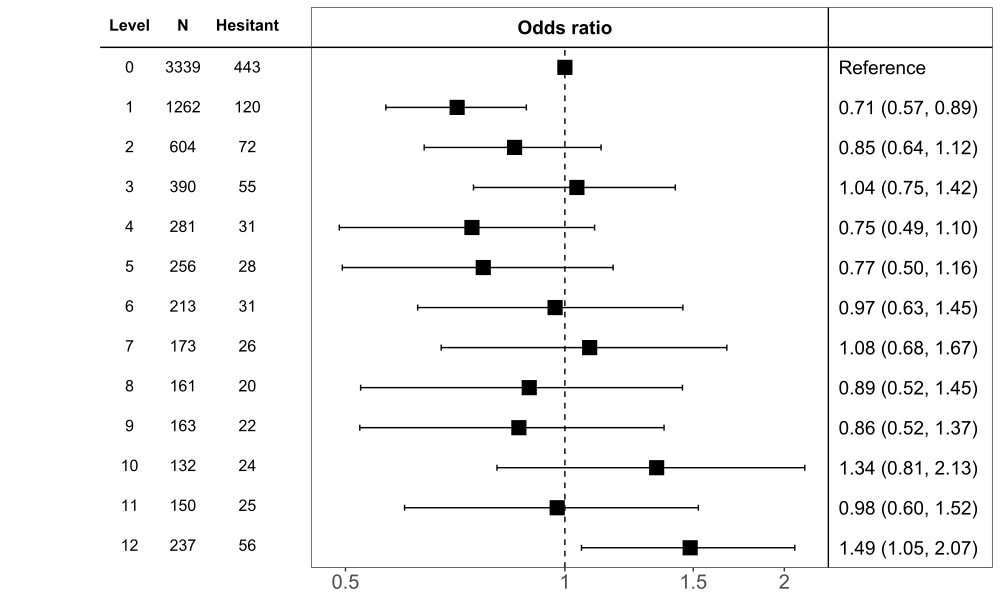 Level N Hesitant Odds ratio
0 3339 443 Reference
1 1262 120 0.71 (0.57, 0.89)
2 604 72 0.85 (0.64, 1.12)
3 390 55 1.04 (0.75, 1.42)
4 281 31 0.75 (0.49, 1.10)
5 256 28 0.77 (0.50, 1.16)
6 213 31 0.97 (0.63, 1.45)
7 173 26 1.08 (0.68, 1.67)
8 161 20 0.89 (0.52, 1.45)
9 163 22 0.86 (0.52, 1.37)
10 132 24 1.34 (0.81, 2.13)
11 150 25 0.98 (0.60, 1.52)
12 237 56 1.49 (1.05, 2.07)
0.5 1 1.5 2